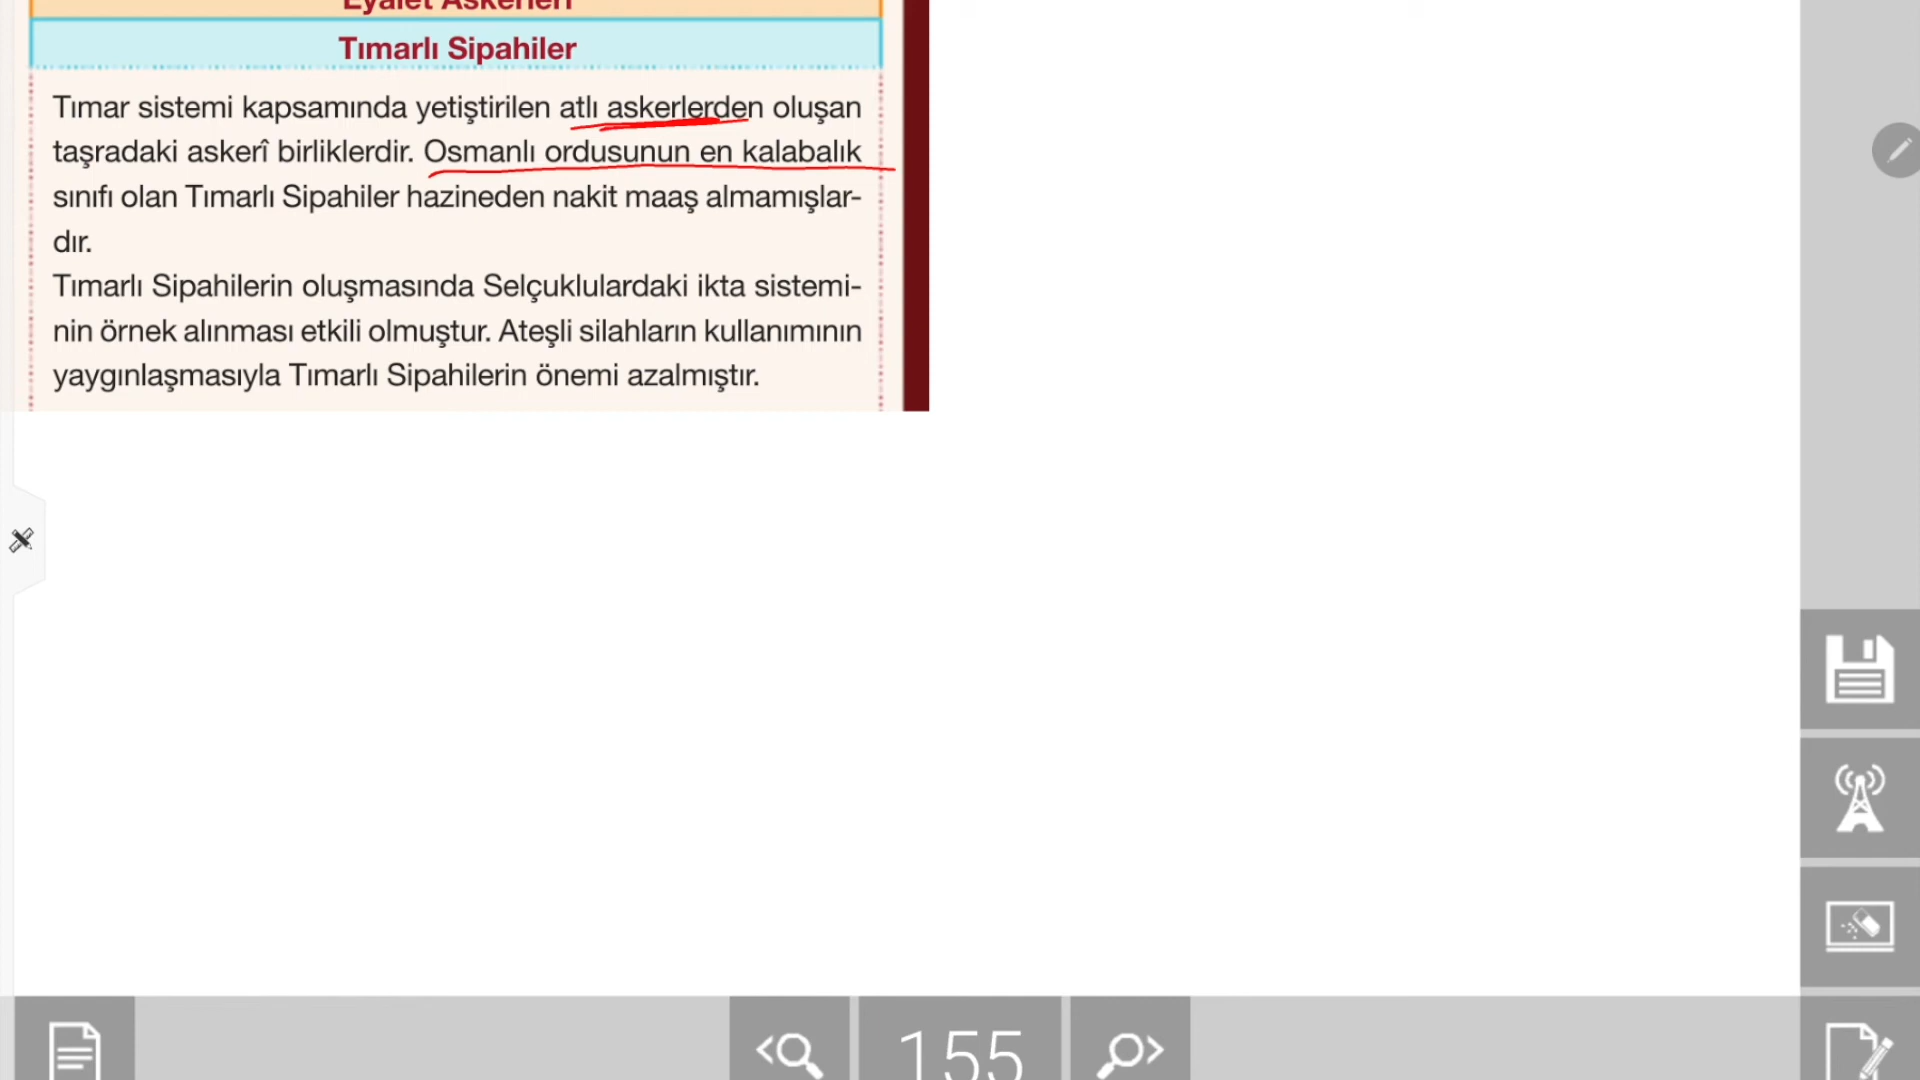 Eyalet Askerleri
Tımarlı Sipahiler
Tımar sistemi kapsamında yetiştirilen atlı askerlerden oluşan
taşradaki askerî birliklerdir. Osmanlı ordusunun en kalabalık
sınıfı olan Tımarlı Sipahiler hazineden nakit maaş almamışlar-
dır.
Tımarlı Sipahilerin oluşmasında Selçuklulardaki ikta sistemi-
nin örnek alınması etkili olmuştur. Ateşli silahların kullanımının
yaygınlaşmasıyla Tımarlı Sipahilerin önemi azalmıştır.
155